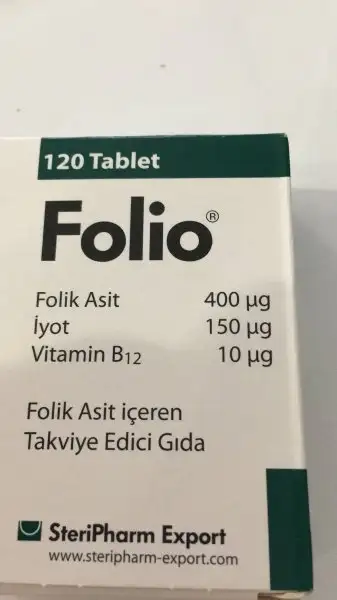 120 Tablet
Folio®
Folik Asit 400 µg
İyot 150 µg
Vitamin B12 10 µg
Folik Asit içeren
Takviye Edici Gıda
SteriPharm Export
www.steripharm-export.com